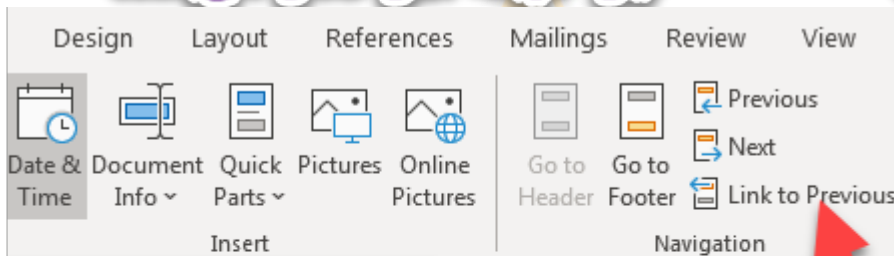 Design Layout References Mailings Review View
Date & Time
Document Info
Quick Parts
Pictures
Online Pictures
Go to Header
Go to Footer
Previous
Next
Link to Previous
Insert
Navigation